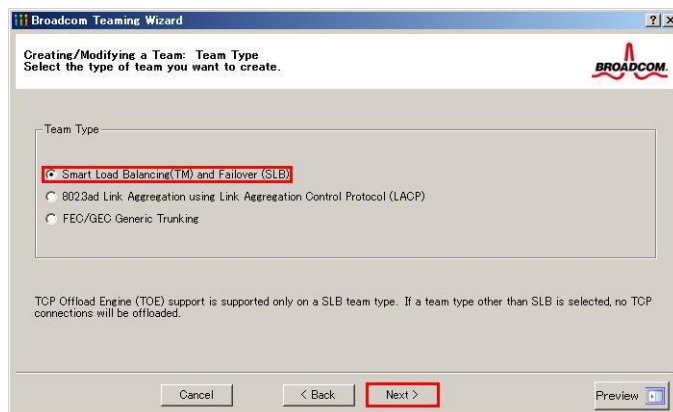 Broadcom Teaming Wizard
Creating/Modifying a Team: Team Type
Select the type of team you want to create.
BROADCOM.
Team Type
Smart Load Balancing(TM) and Failover (SLB)
802.3ad Link Aggregation using Link Aggregation Control Protocol (LACP)
FEC/GEC Generic Trunking
TCP Offload Engine (TOE) support is supported only on a SLB team type. If a team type other than SLB is selected, no TCP
connections will be offloaded.
Cancel
< Back
Next >
Preview